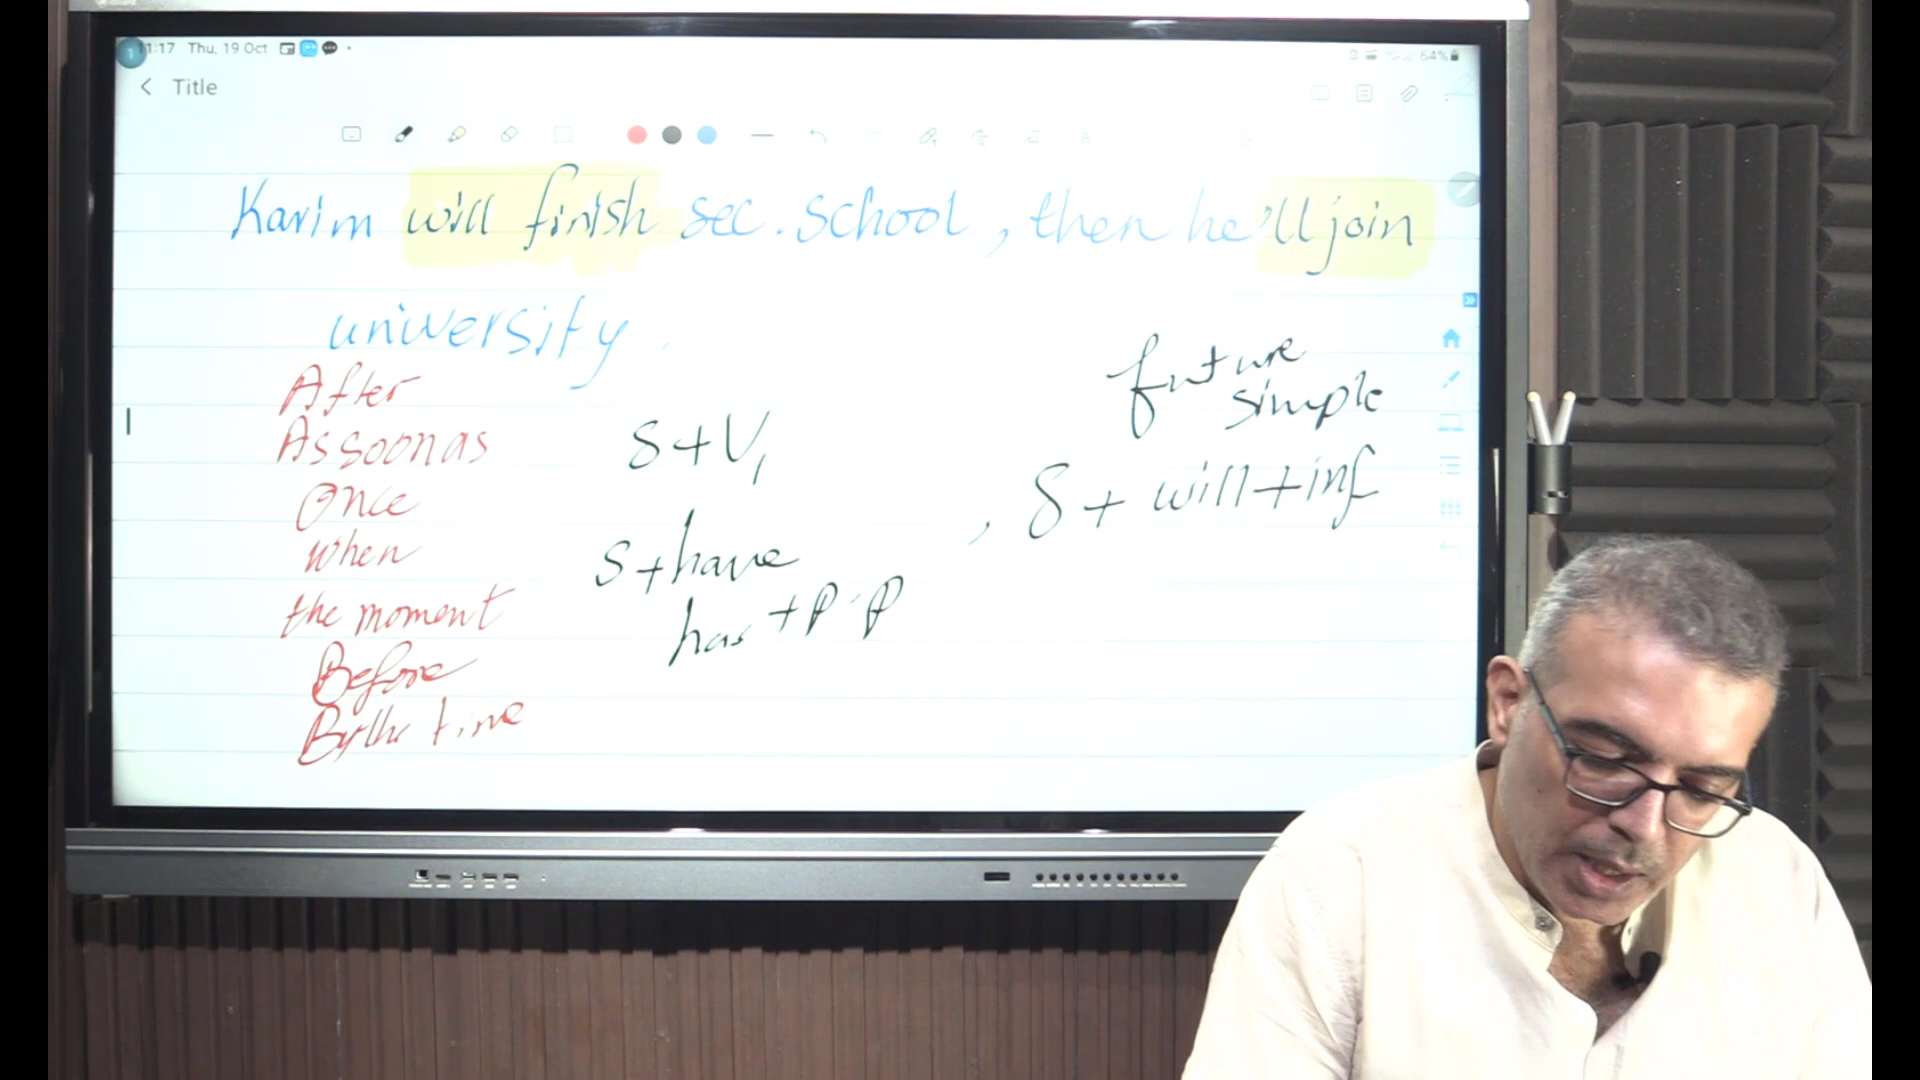 11:17 Thu, 19 Oct
64%
Title
Karim will finish sec. school, then he'll join
university.
After
As soon as
Once
When
the moment
Before
By the time
S+V1
S+have
has +P.P
future
simple
, S+ will+inf